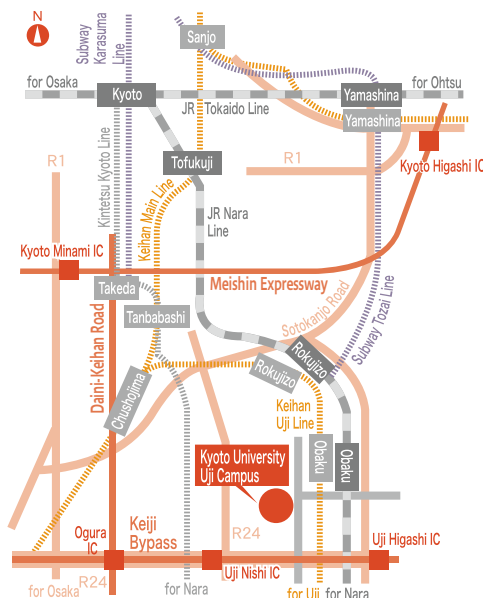 N
Subway
Karasuma
Line
Sanjo
for Osaka
Kyoto
Yamashina
for Ohtsu
JR Tokaido Line
Yamashina
Kintetsu Kyoto Line
Tofukuji
R1
R1
Kyoto Higashi IC
Keihan Main Line
JR Nara
Line
Kyoto Minami IC
Takeda
Meishin Expressway
Tanbabashi
Sotokanjo Road
Subway Tozai Line
Daini-Keihan Road
Rokujizo
Rokujizo
Chushojima
Keihan
Uji Line
Kyoto University
Uji Campus
Obaku
Obaku
Ogura
IC
Keiji
Bypass
R24
Uji Higashi IC
Uji Nishi IC
R24
for Osaka
for Nara
for Uji
for Nara